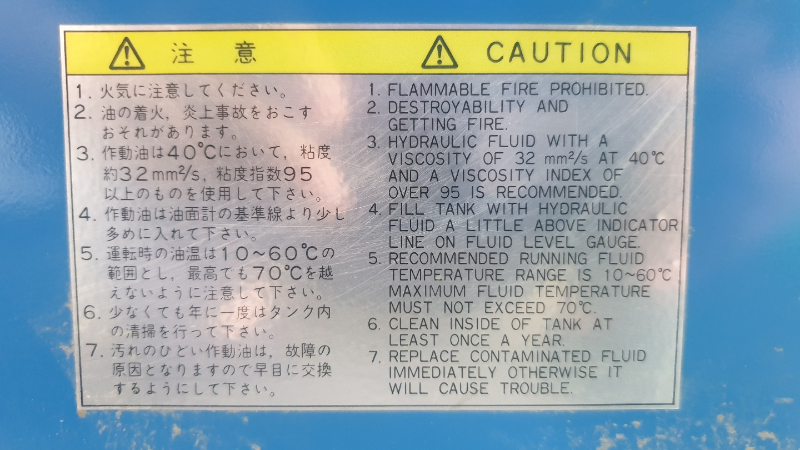 注 意
1. 火気に注意してください。
2. 油の着火，炎上事故をおこす
おそれがあります。
3. 作動油は40℃において，粘度
約32mm²/s，粘度指数95
以上のものを使用して下さい。
4. 作動油は油面計の基準線より少し
多めに入れて下さい。
5. 運転時の油温は10~60℃の
範囲とし，最高でも70℃を越
えないように注意して下さい。
6. 少なくても年に一度はタンク内
の清掃を行って下さい。
7. 汚れのひどい作動油は，故障の
原因となりますので早目に交換
するようにして下さい。
CAUTION
1. FLAMMABLE FIRE PROHIBITED.
2. DESTROYABILITY AND
GETTING FIRE.
3. HYDRAULIC FLUID WITH A
VISCOSITY OF 32 mm²/s AT 40℃
AND A VISCOSITY INDEX OF
OVER 95 IS RECOMMENDED.
4. FILL TANK WITH HYDRAULIC
FLUID A LITTLE ABOVE INDICATOR
LINE ON FLUID LEVEL GAUGE.
5. RECOMMENDED RUNNING FLUID
TEMPERATURE RANGE IS 10~60℃
MAXIMUM FLUID TEMPERATURE
MUST NOT EXCEED 70℃.
6. CLEAN INSIDE OF TANK AT
LEAST ONCE A YEAR.
7. REPLACE CONTAMINATED FLUID
IMMEDIATELY OTHERWISE IT
WILL CAUSE TROUBLE.